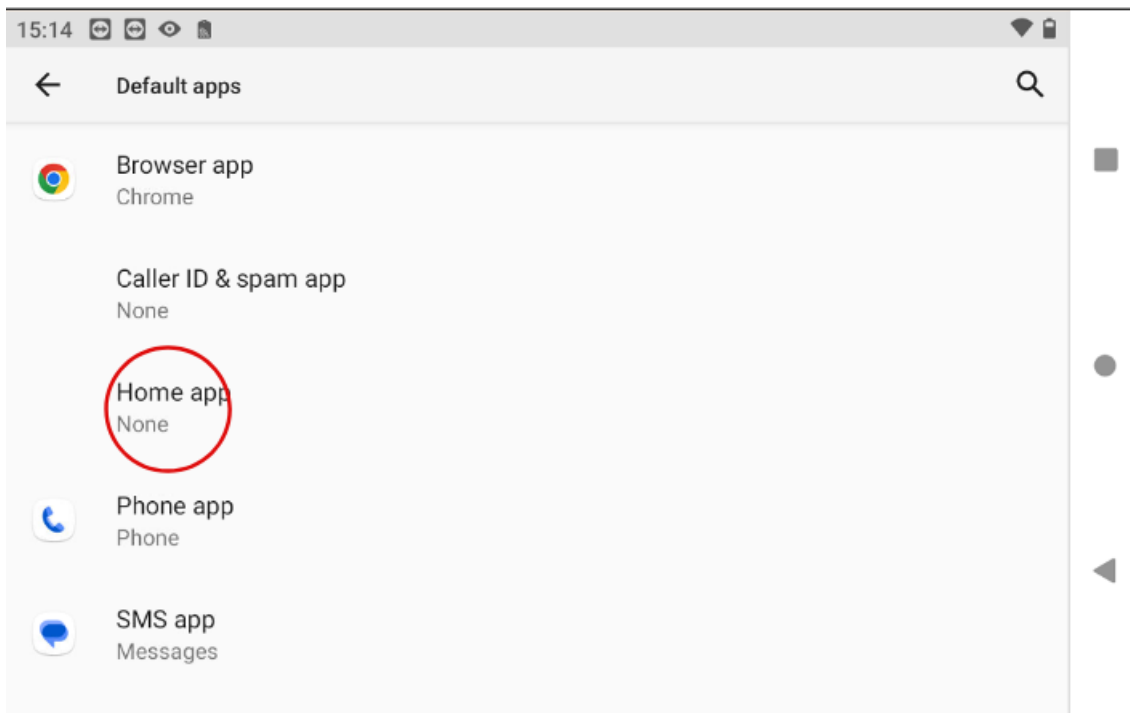 15:14
Default apps
Browser app
Chrome
Caller ID & spam app
None
Home app
None
Phone app
Phone
SMS app
Messages